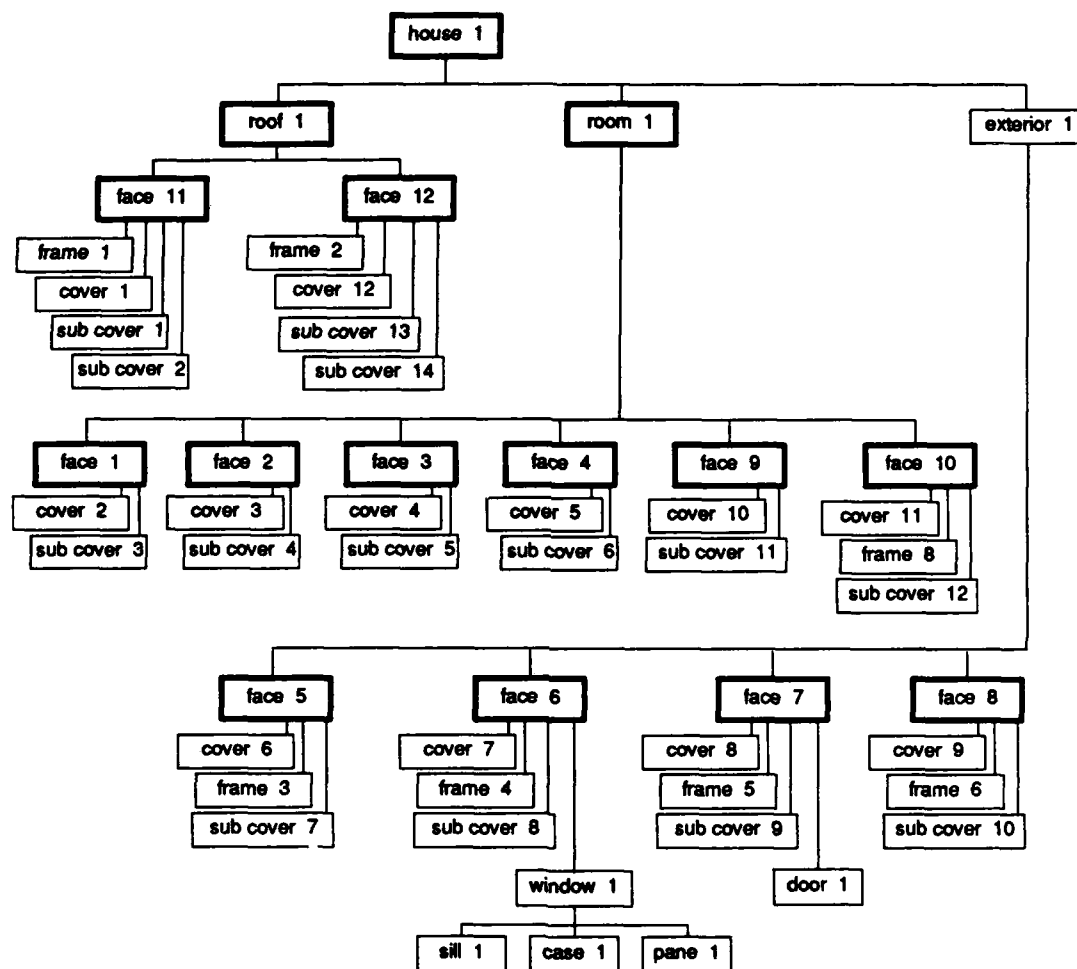 house 1
roof 1
room 1
exterior 1
face 11
face 12
frame 1
frame 2
cover 1
cover 12
sub cover 1
sub cover 13
sub cover 2
sub cover 14
face 1
face 2
face 3
face 4
face 9
face 10
cover 2
cover 3
cover 4
cover 5
cover 10
cover 11
sub cover 3
sub cover 4
sub cover 5
sub cover 6
sub cover 11
frame 8
sub cover 12
face 5
face 6
face 7
face 8
cover 6
cover 7
cover 8
cover 9
frame 3
frame 4
frame 5
frame 6
sub cover 7
sub cover 8
sub cover 9
sub cover 10
window 1
door 1
sill 1
case 1
pane 1